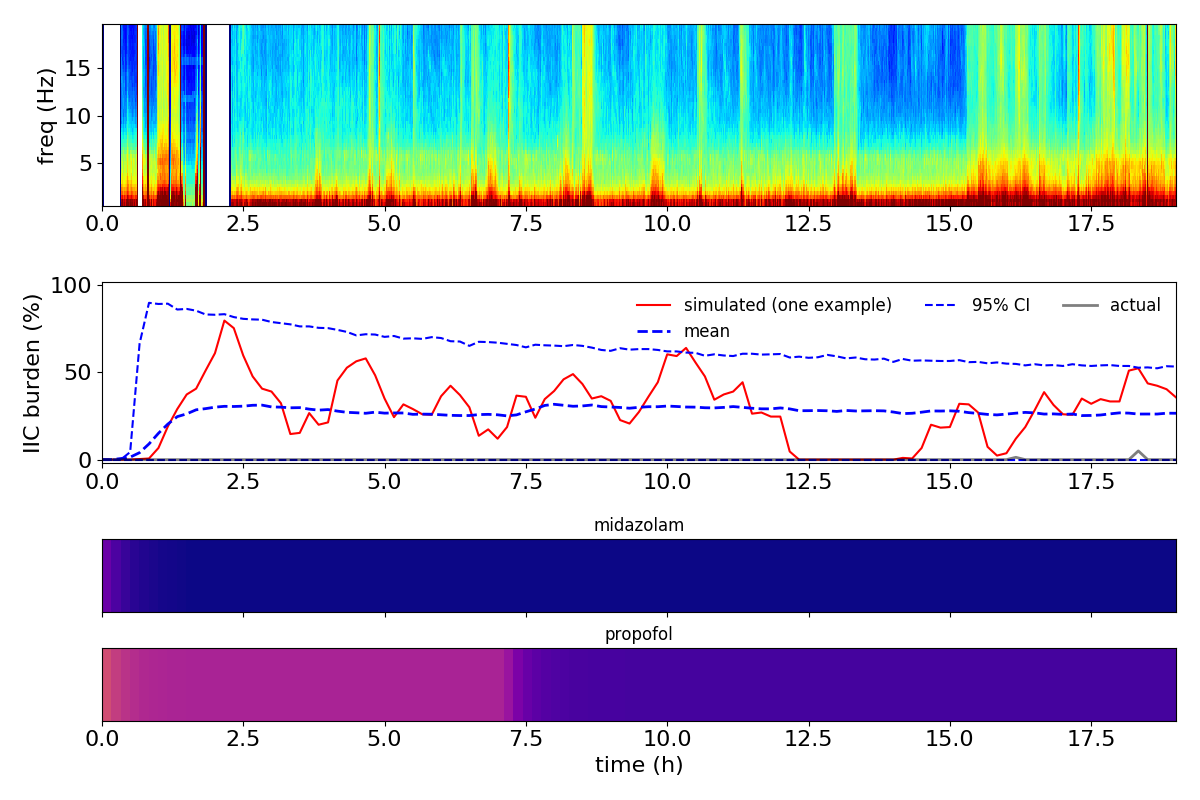 freq (Hz)
15
10
5
0.0 2.5 5.0 7.5 10.0 12.5 15.0 17.5
IIC burden (%)
100
50
0
simulated (one example) 95% CI actual
mean
0.0 2.5 5.0 7.5 10.0 12.5 15.0 17.5
midazolam
propofol
0.0 2.5 5.0 7.5 10.0 12.5 15.0 17.5
time (h)